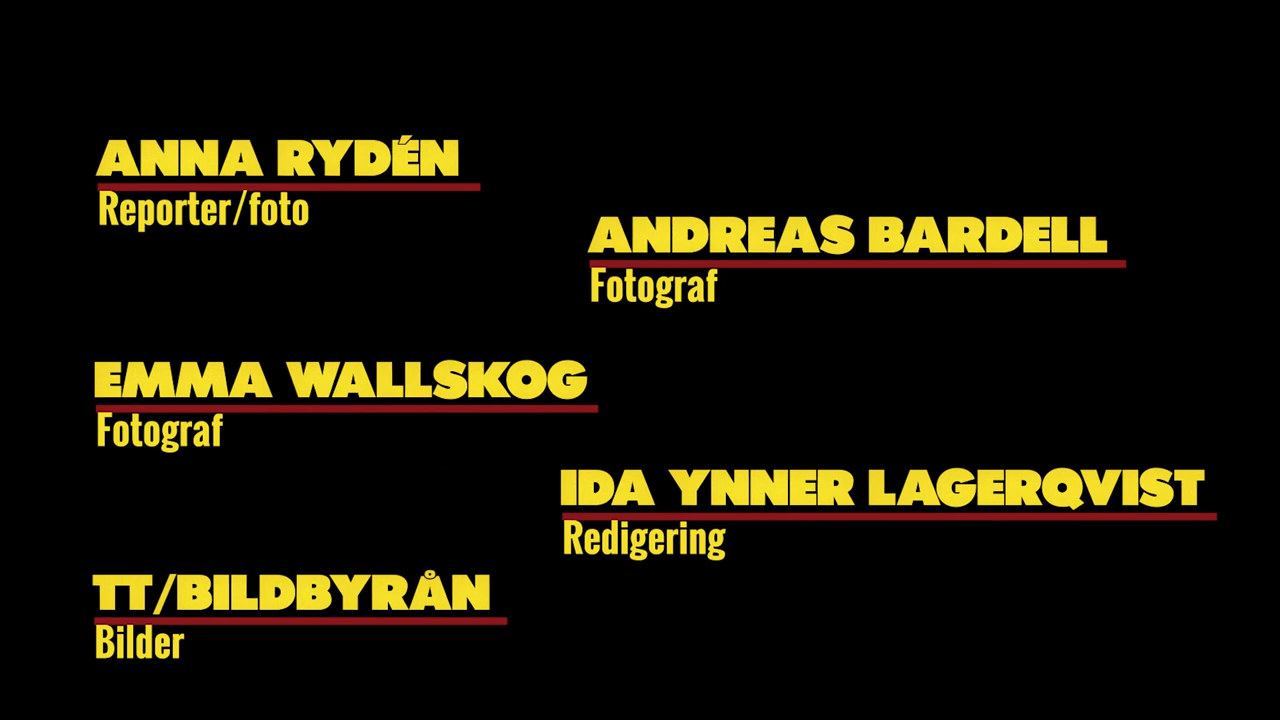 ANNA RYDÉN
Reporter/foto
ANDREAS BARDELL
Fotograf
EMMA WALLSKOG
Fotograf
IDA YNNER LAGERQVIST
Redigering
TT/BILDBYRÅN
Bilder